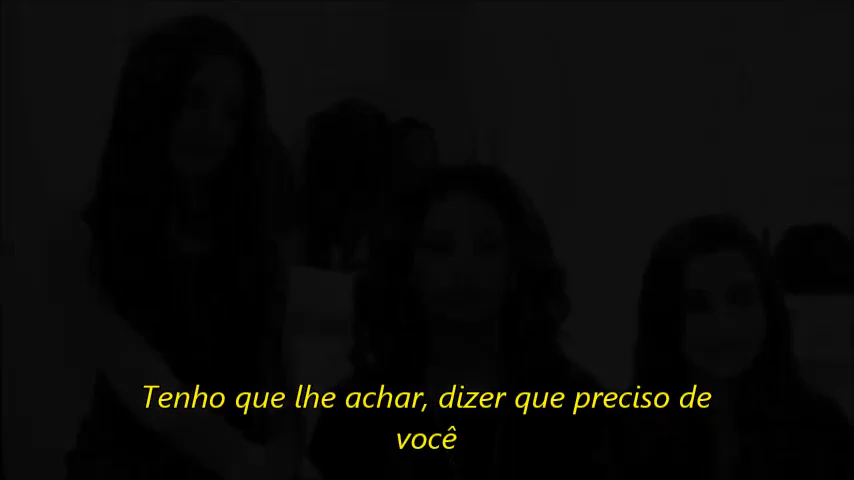 Tenho que lhe achar, dizer que preciso de
você